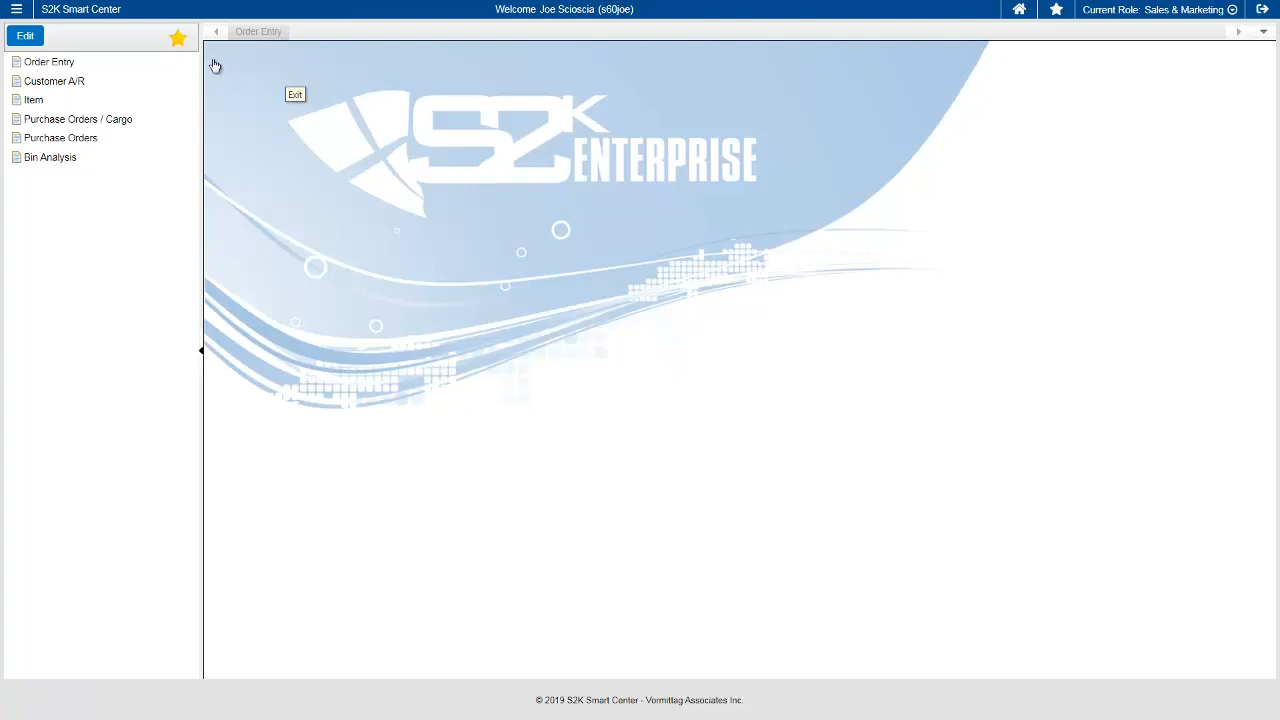 S2K Smart Center
Welcome Joe Scioscia (s60joe)
Current Role: Sales & Marketing
Edit
Order Entry
Order Entry
Customer A/R
Item
Purchase Orders / Cargo
Purchase Orders
Bin Analysis
Exit
S2K
ENTERPRISE
© 2019 S2K Smart Center - Vormittag Associates Inc.